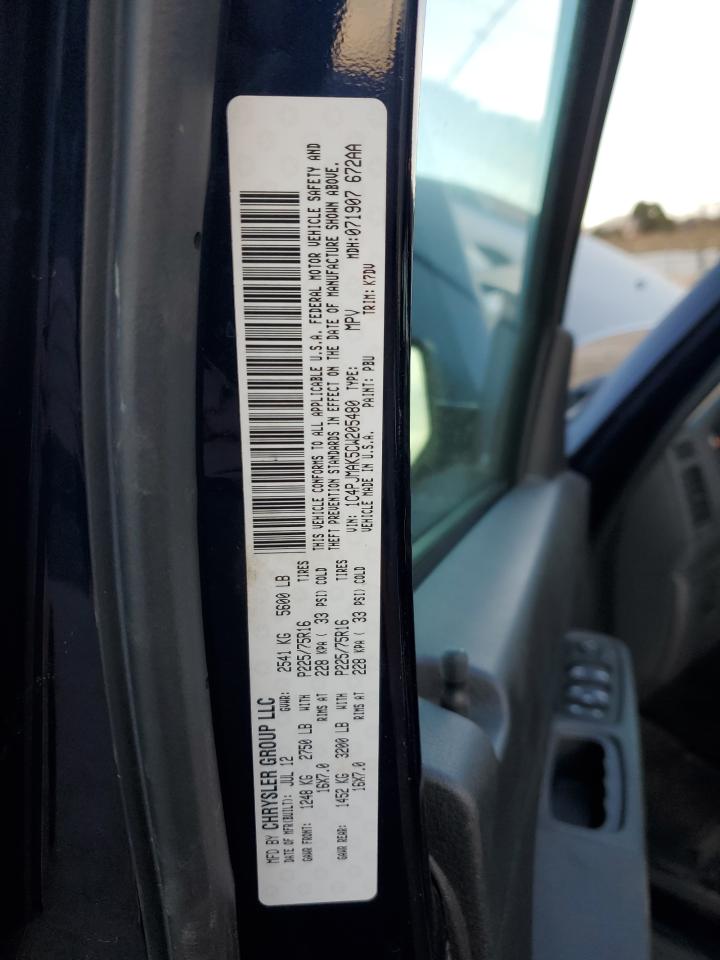 MFD BY CHRYSLER GROUP LLC
DATE OF MFR(BUILT): JUL 12 GVWR: 2541 KG 5600 LB
GAWR FRONT: 1248 KG 2750 LB WITH P225/75R16 TIRES
16X7.0 RIMS AT 228 KPA ( 33 PSI) COLD
GAWR REAR: 1452 KG 3200 LB WITH P225/75R16 TIRES
16X7.0 RIMS AT 228 KPA ( 33 PSI) COLD
THIS VEHICLE CONFORMS TO ALL APPLICABLE U.S.A. FEDERAL MOTOR VEHICLE SAFETY AND
THEFT PREVENTION STANDARDS IN EFFECT ON THE DATE OF MANUFACTURE SHOWN ABOVE.
VIN: 1C4PJMAK5CW205480 TYPE: MPV MDH:071907 672AA
VEHICLE MADE IN U.S.A. PAINT: PBU TRIM: K7DV